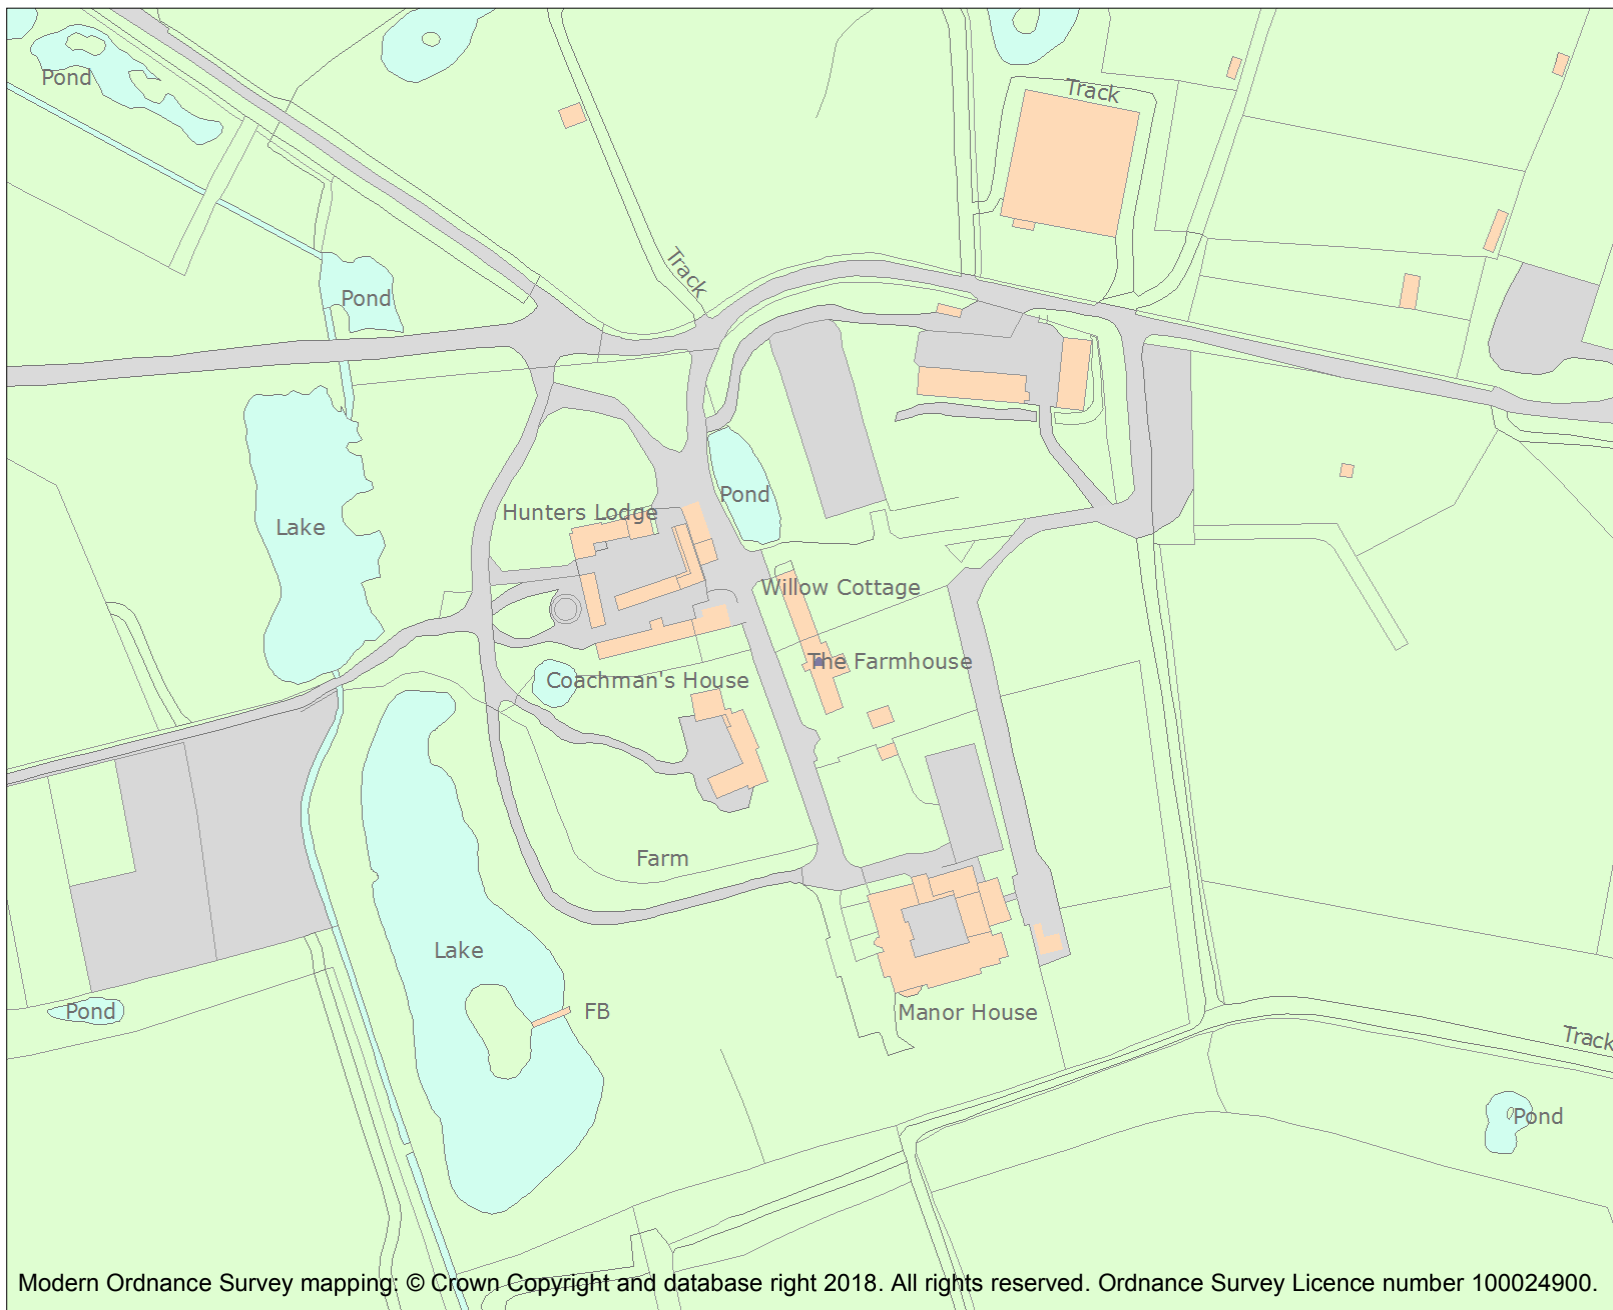 Pond
Track
Track
Pond
Pond
Hunters Lodge
Lake
Willow Cottage
The Farmhouse
Coachman's House
Farm
Lake
Pond
FB
Manor House
Track
Pond
Modern Ordnance Survey mapping: © Crown Copyright and database right 2018. All rights reserved. Ordnance Survey Licence number 100024900.